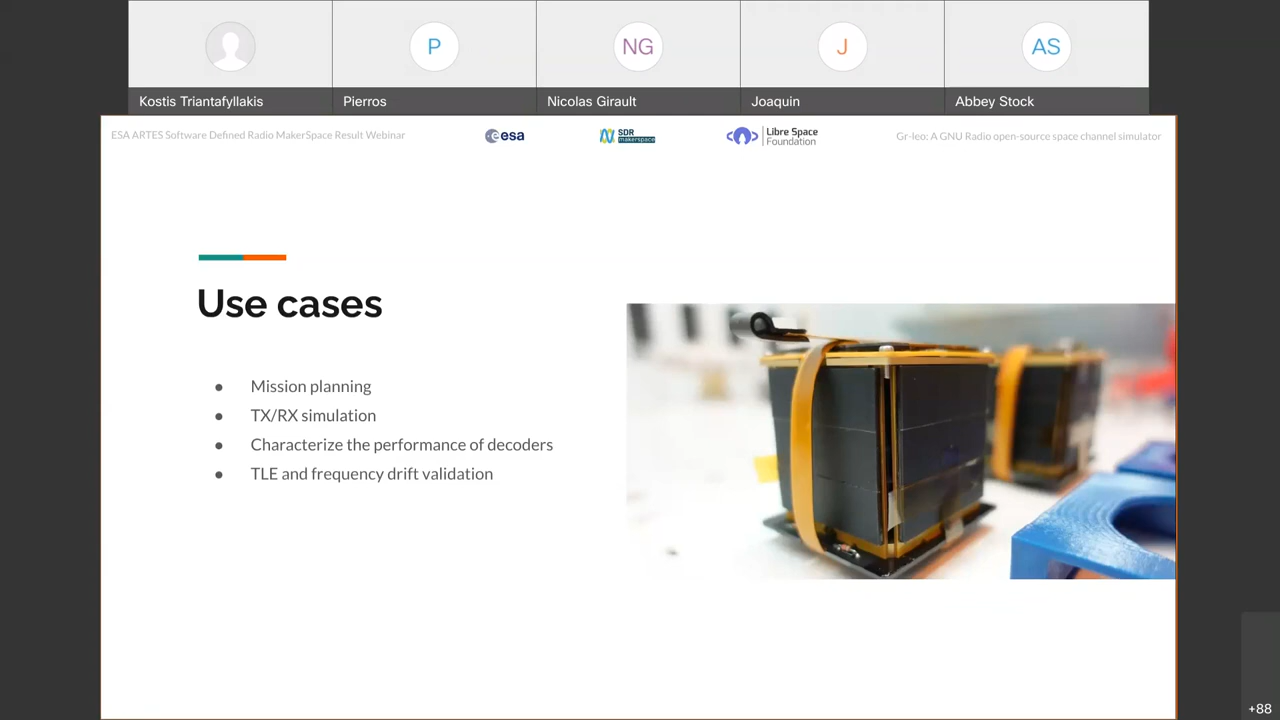 P
NG
J
AS
Kostis Triantafyllakis
Pierros
Nicolas Girault
Joaquin
Abbey Stock
ESA ARTES Software Defined Radio MakerSpace Result Webinar
esa
SDR
makerspace
Libre Space
Foundation
Gr-leo: A GNU Radio open-source space channel simulator
Use cases
● Mission planning
● TX/RX simulation
● Characterize the performance of decoders
● TLE and frequency drift validation
+88